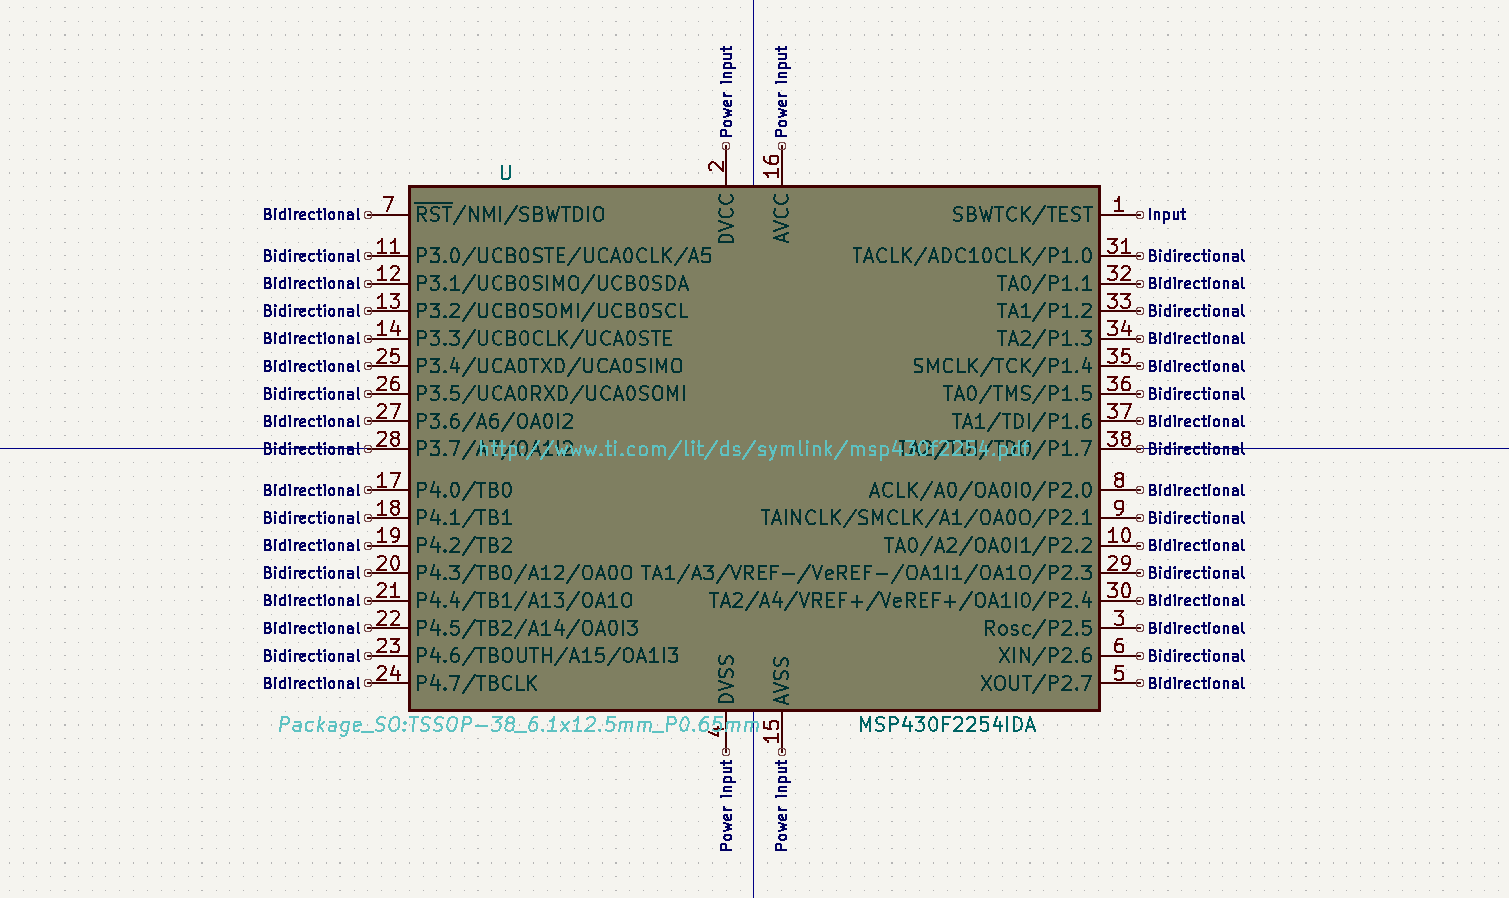 Power Input
Power Input
2
16
U
DVCC
AVCC
Bidirectional 7 RST/NMI/SBWTDIO SBWTCK/TEST 1 Input
Bidirectional 11 P3.0/UCB0STE/UCA0CLK/A5 TACLK/ADC10CLK/P1.0 31 Bidirectional
Bidirectional 12 P3.1/UCB0SIMO/UCB0SDA TA0/P1.1 32 Bidirectional
Bidirectional 13 P3.2/UCB0SOMI/UCB0SCL TA1/P1.2 33 Bidirectional
Bidirectional 14 P3.3/UCB0CLK/UCA0STE TA2/P1.3 34 Bidirectional
Bidirectional 25 P3.4/UCA0TXD/UCA0SIMO SMCLK/TCK/P1.4 35 Bidirectional
Bidirectional 26 P3.5/UCA0RXD/UCA0SOMI TA0/TMS/P1.5 36 Bidirectional
Bidirectional 27 P3.6/A6/OA0I2 TA1/TDI/P1.6 37 Bidirectional
Bidirectional 28 P3.7/A7/OA1I2 http://www.ti.com/lit/ds/symlink/msp430f2254.pdf /P1.7 38 Bidirectional
Bidirectional 17 P4.0/TB0 ACLK/A0/OA0I0/P2.0 8 Bidirectional
Bidirectional 18 P4.1/TB1 TAINCLK/SMCLK/A1/OA0O/P2.1 9 Bidirectional
Bidirectional 19 P4.2/TB2 TA0/A2/OA0I1/P2.2 10 Bidirectional
Bidirectional 20 P4.3/TB0/A12/OA0O TA1/A3/VREF-/VeREF-/OA1I1/OA1O/P2.3 29 Bidirectional
Bidirectional 21 P4.4/TB1/A13/OA1O TA2/A4/VREF+/VeREF+/OA1I0/P2.4 30 Bidirectional
Bidirectional 22 P4.5/TB2/A14/OA0I3 Rosc/P2.5 3 Bidirectional
Bidirectional 23 P4.6/TBOUTH/A15/OA1I3 XIN/P2.6 6 Bidirectional
Bidirectional 24 P4.7/TBCLK XOUT/P2.7 5 Bidirectional
DVSS
AVSS
Package_SO:TSSOP-38_6.1x12.5mm_P0.65mm
MSP430F2254IDA
4
15
Power Input
Power Input